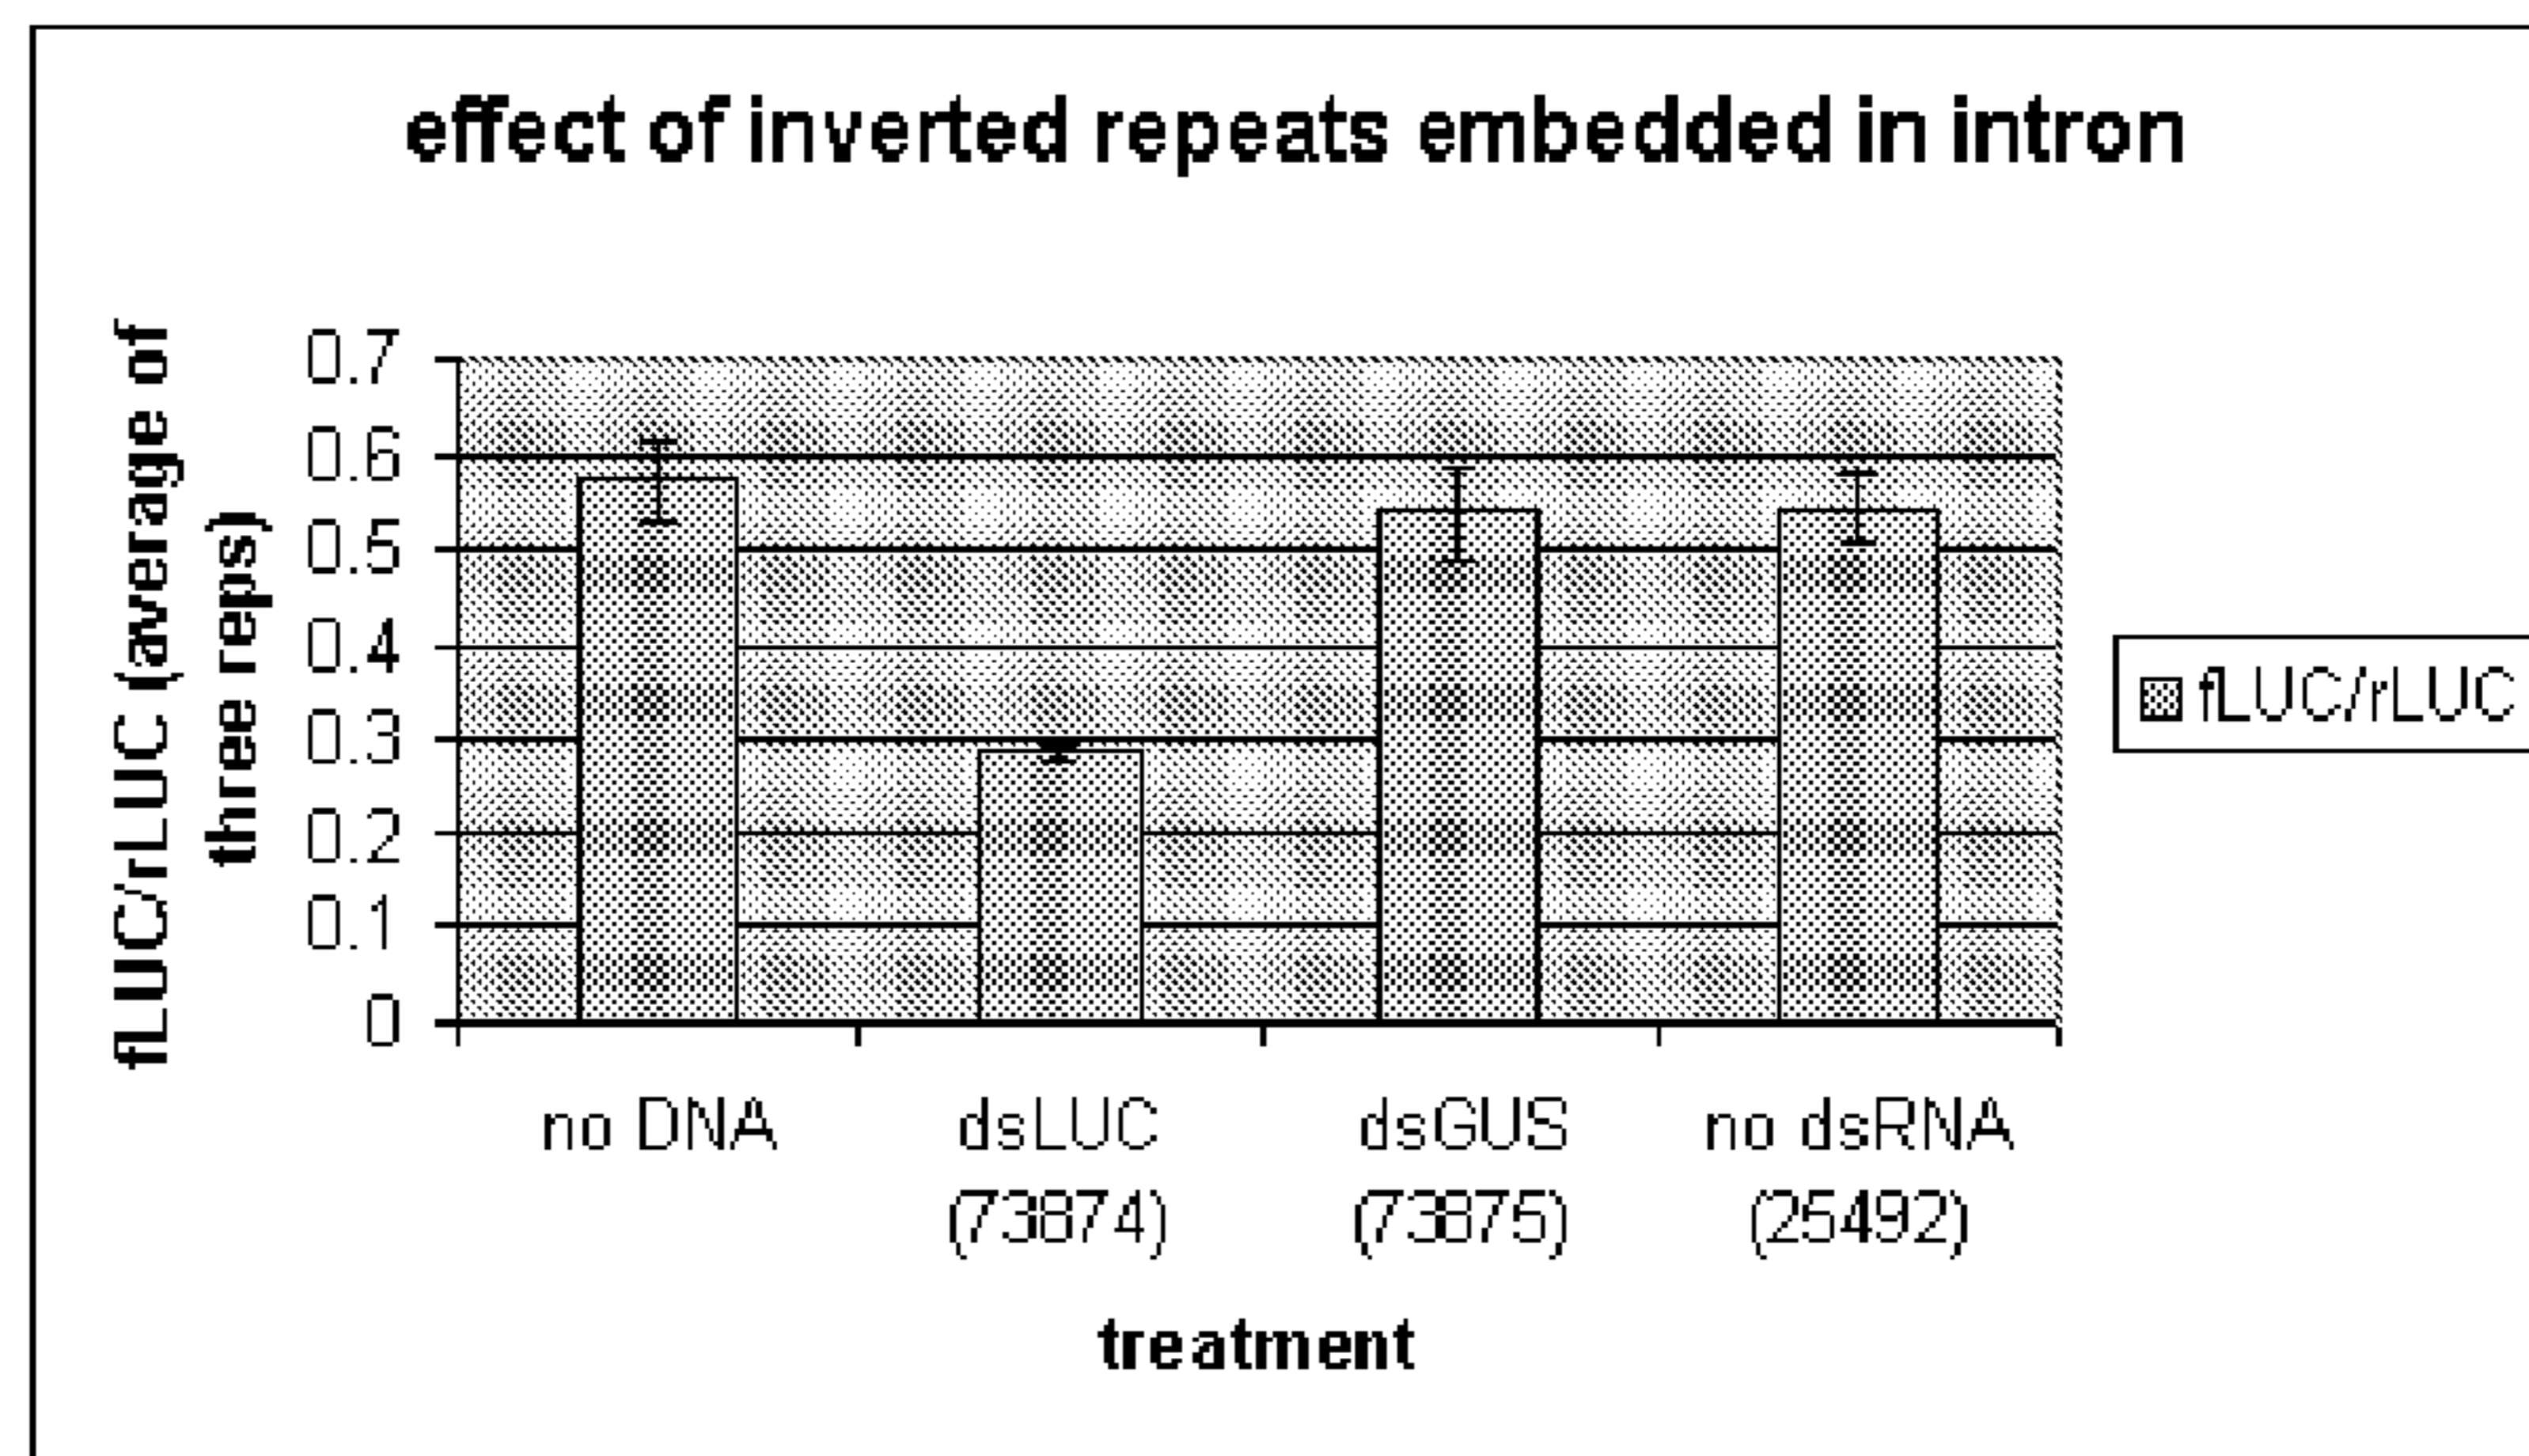 effect of inverted repeats embedded in intron
fLUC/rLUC (average of
three reps)
0.7
0.6
0.5
0.4
0.3
0.2
0.1
0
no DNA
dsLUC
(73874)
dsGUS
(73875)
no dsRNA
(25492)
treatment
fLUC/rLUC